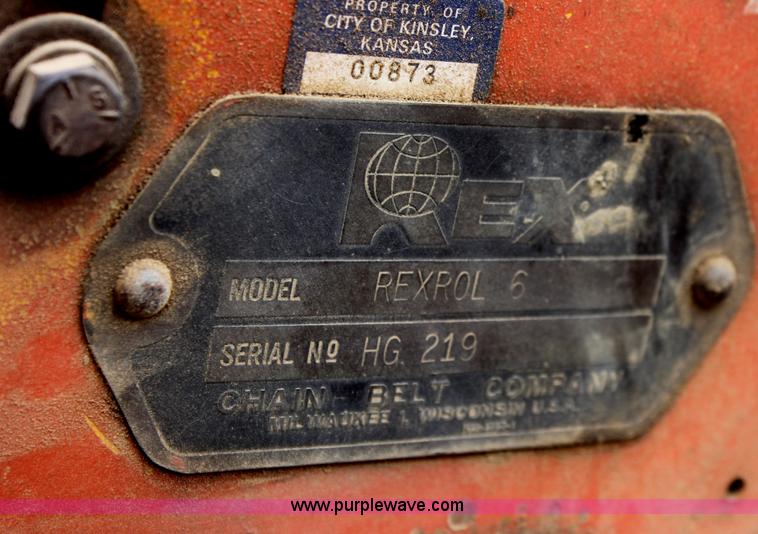 PROPERTY OF
CITY OF KINSLEY,
KANSAS
00873
REX
MODEL REXROL 6
SERIAL Nº HG 219
CHAIN BELT COMPANY
MILWAUKEE 1, WISCONSIN U.S.A.
www.purplewave.com